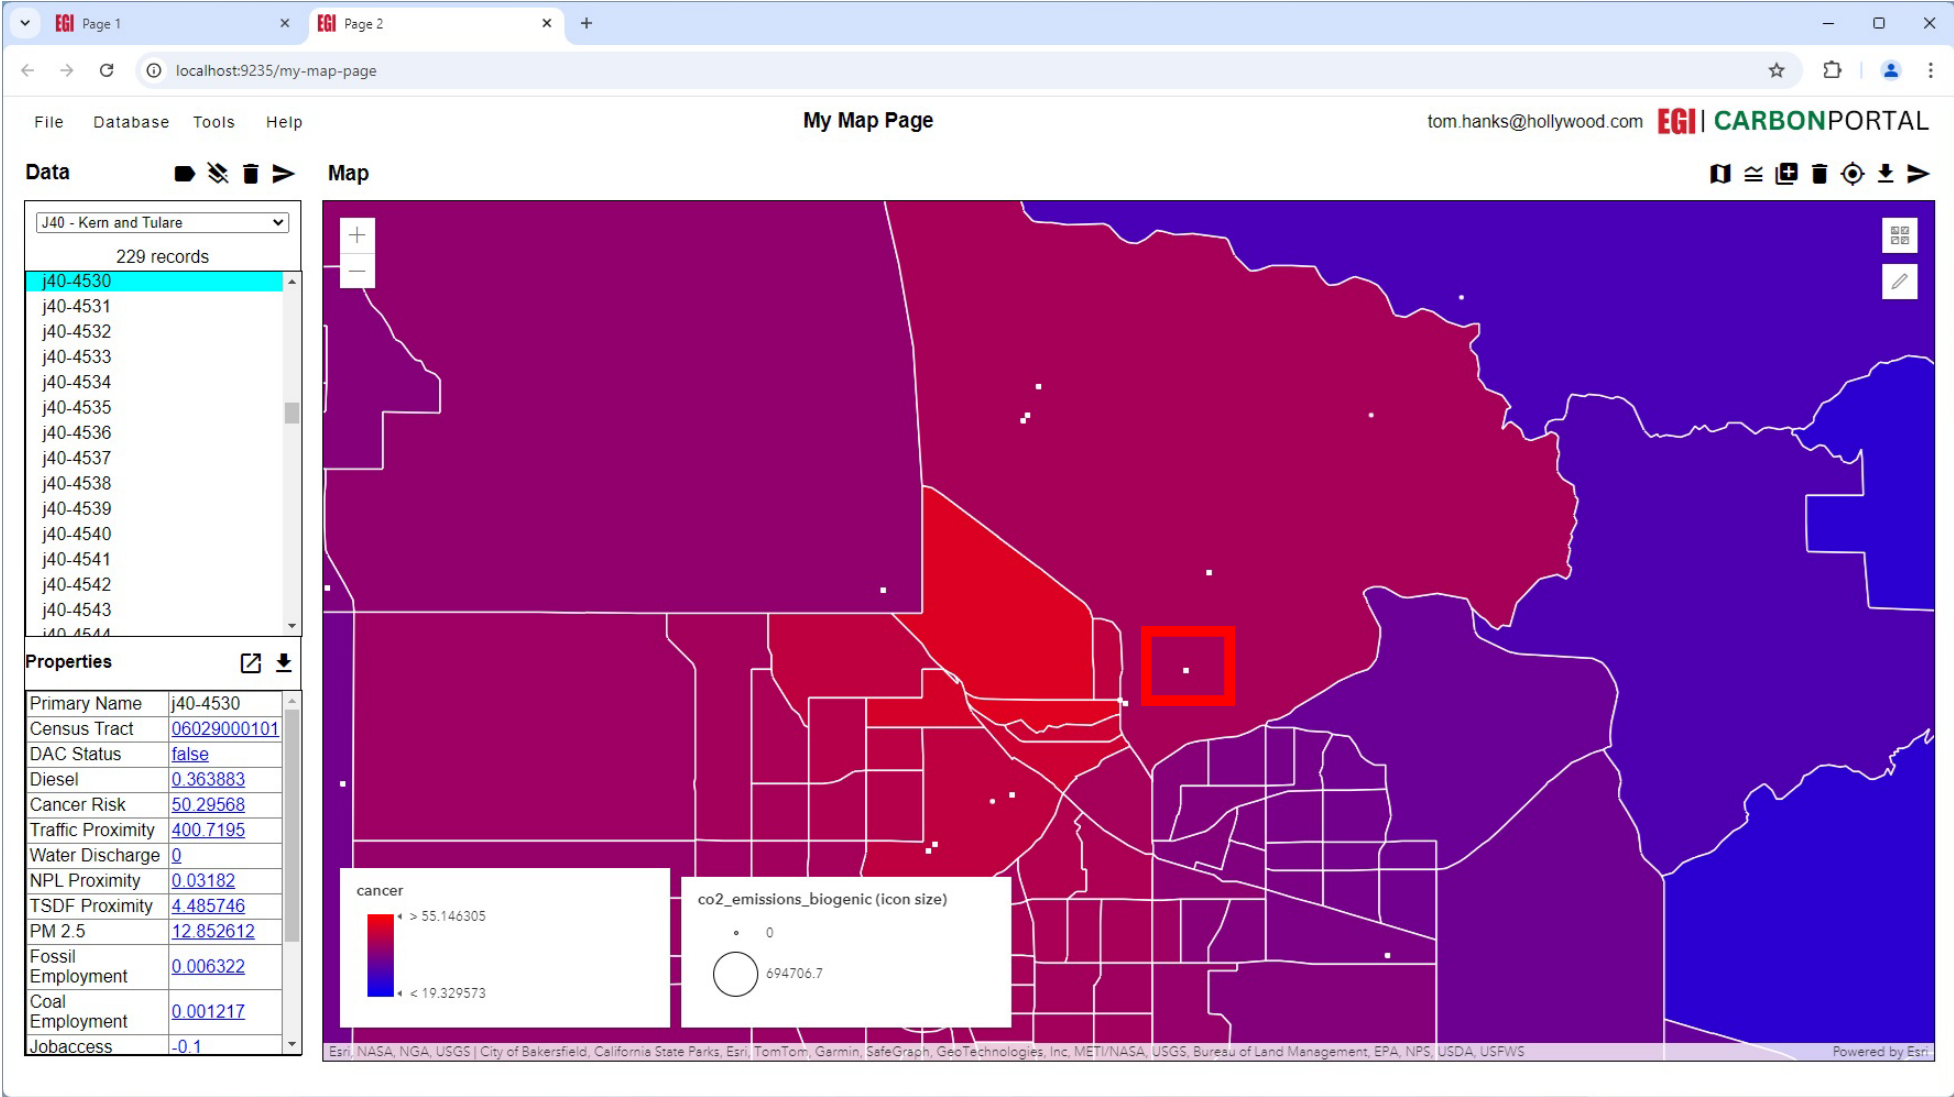 EGI Page 1
EGI Page 2
localhost:9235/my-map-page
File Database Tools Help
My Map Page
tom.hanks@hollywood.com
EGI | CARBONPORTAL
Data
Map
J40 - Kern and Tulare
229 records
j40-4530
j40-4531
j40-4532
j40-4533
j40-4534
j40-4535
j40-4536
j40-4537
j40-4538
j40-4539
j40-4540
j40-4541
j40-4542
j40-4543
j40-4544
Properties
Primary Name j40-4530
Census Tract 06029000101
DAC Status false
Diesel 0.363883
Cancer Risk 50.29568
Traffic Proximity 400.7195
Water Discharge 0
NPL Proximity 0.03182
TSDF Proximity 4.485746
PM 2.5 12.852612
Fossil
Employment 0.006322
Coal
Employment 0.001217
Jobaccess -0.1
cancer
> 55.146305
< 19.329573
co2_emissions_biogenic (icon size)
0
694706.7
Esri, NASA, NGA, USGS | City of Bakersfield, California State Parks, Esri, TomTom, Garmin, SafeGraph, GeoTechnologies, Inc, METI/NASA, USGS, Bureau of Land Management, EPA, NPS, USDA, USFWS
Powered by Esri